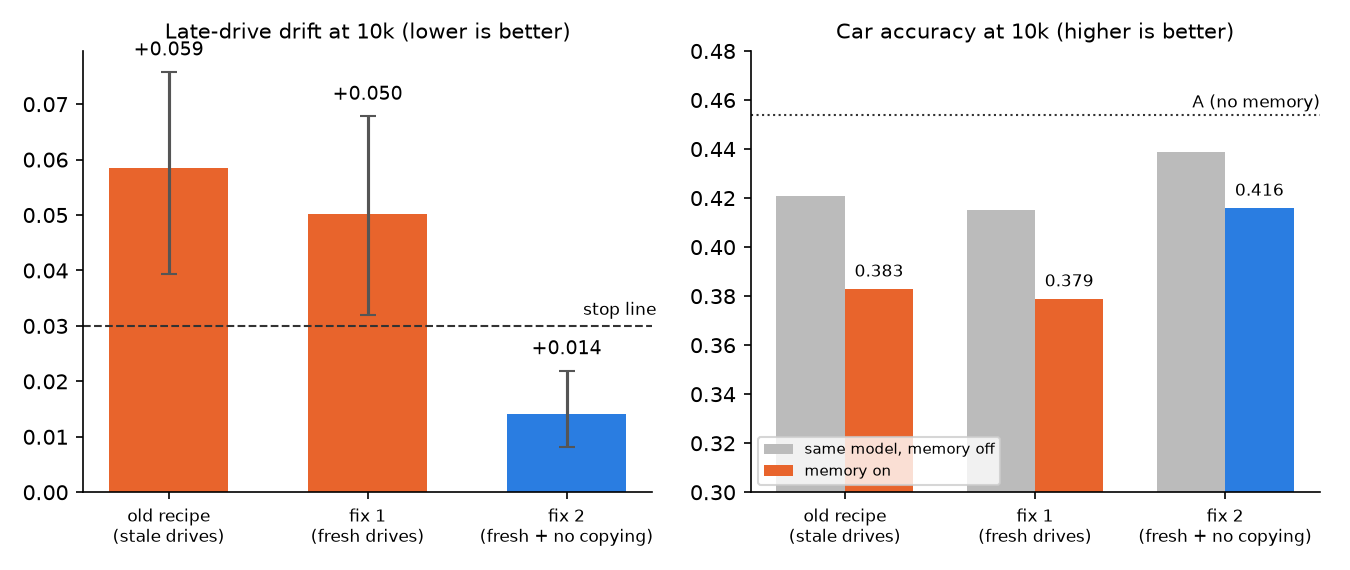 Late-drive drift at 10k (lower is better)
+0.059
+0.050
+0.014
stop line
0.07
0.06
0.05
0.04
0.03
0.02
0.01
0.00
old recipe
(stale drives)
fix 1
(fresh drives)
fix 2
(fresh + no copying)
Car accuracy at 10k (higher is better)
0.48
0.46
0.44
0.42
0.40
0.38
0.36
0.34
0.32
0.30
A (no memory)
0.383
0.379
0.416
same model, memory off
memory on
old recipe
(stale drives)
fix 1
(fresh drives)
fix 2
(fresh + no copying)